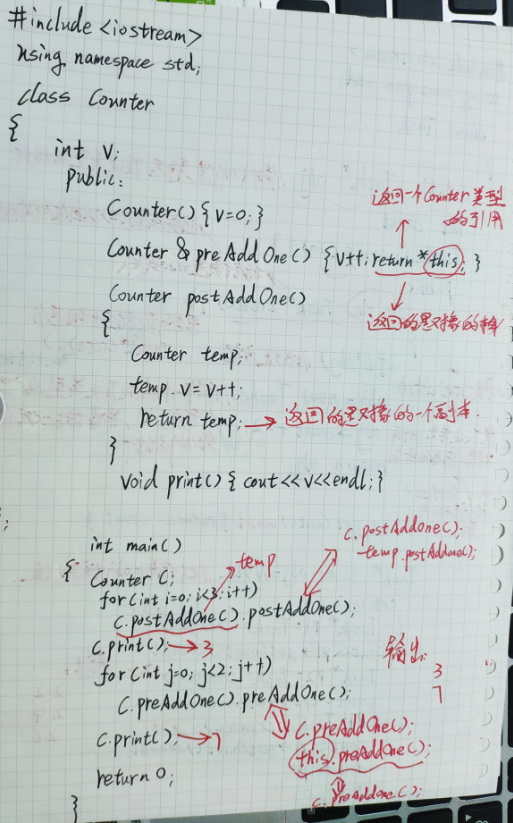 #include <iostream>
using namespace std;
class Counter
{
int v;
public:
返回一个Counter类型
的引用
Counter() { v=0; }
Counter & preAddOne() { v++; return *this; }
返回的是对象的本身
Counter postAddOne()
{
Counter temp;
temp.v = v++;
return temp; → 返回的是对象的一个副本.
}
void print() { cout<<v<<endl; }
};
int main()
{ Counter C;
for(int i=0; i<3; i++)
C.postAddOne().postAddOne();
temp
C.postAddOne();
temp.postAddOne();
C.print(); → 3
for(int j=0; j<2; j++)
C.preAddOne().preAddOne();
C.print(); → 7
return 0;
}
输出:
3
7
C.preAddOne();
this.preAddOne();
C.preAddOne();